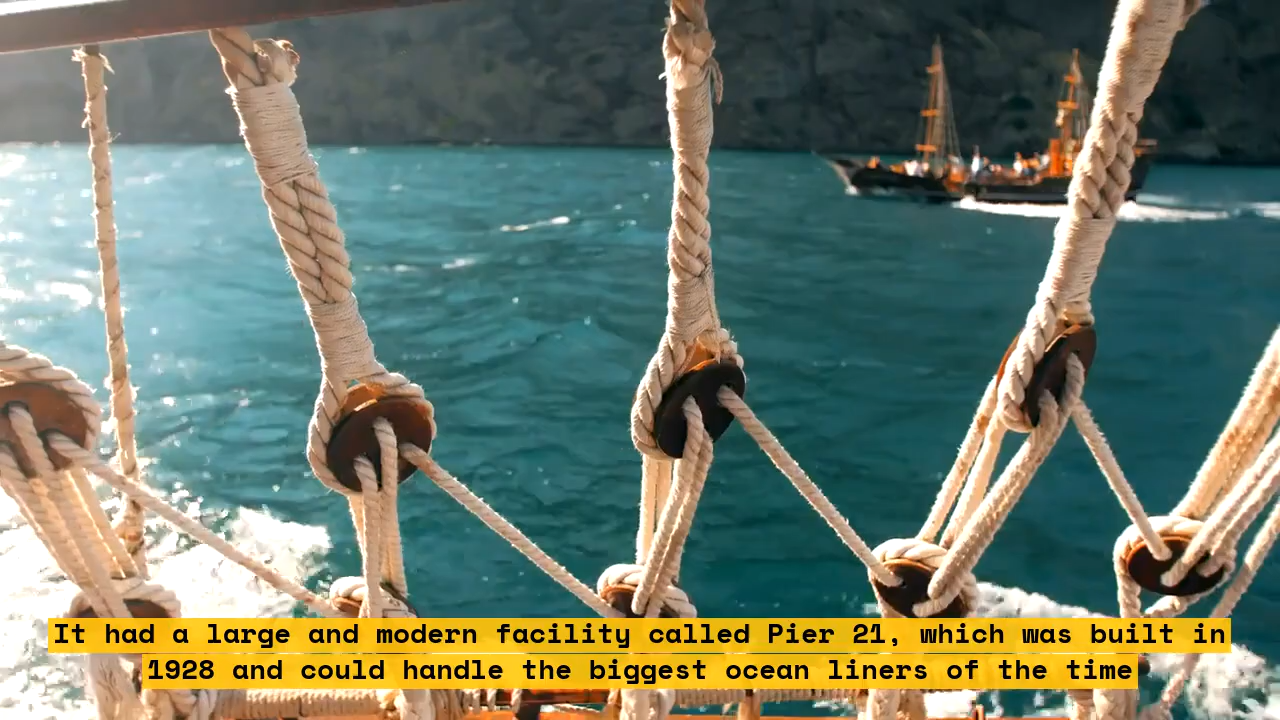 It had a large and modern facility called Pier 21, which was built in
1928 and could handle the biggest ocean liners of the time